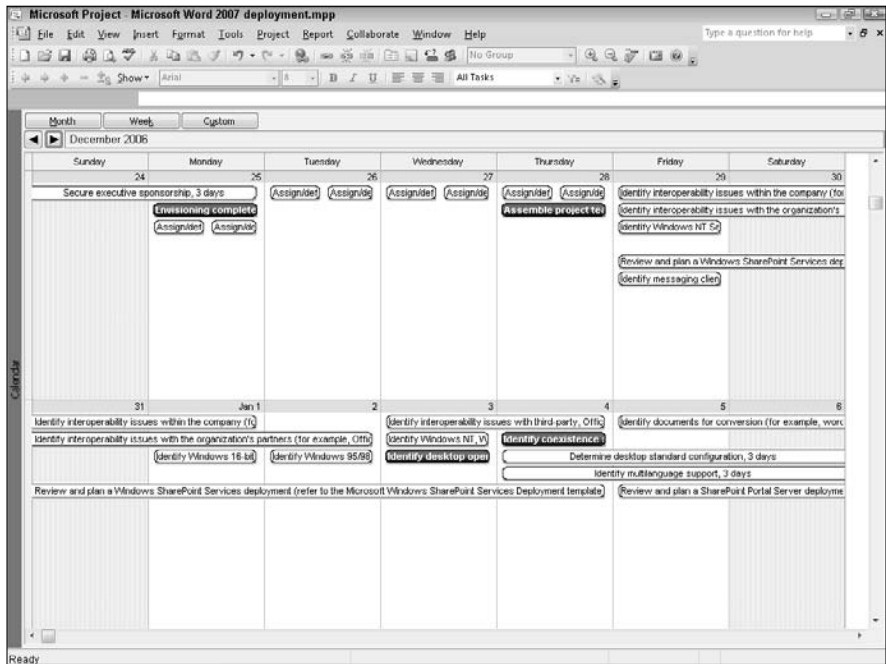 Microsoft Project - Microsoft Word 2007 deployment.mpp
File Edit View Insert Format Tools Project Report Collaborate Window Help
Type a question for help
No Group
Show
Arial
8
B I U
All Tasks
Month Week Custom
December 2006
Sunday Monday Tuesday Wednesday Thursday Friday Saturday
24 25 26 27 28 29 30
Secure executive sponsorship, 3 days
Assign/def Assign/de Assign/def Assign/de Assign/def Assign/de
Identify interoperability issues within the company (for
Envisioning complete
Assemble project tea
Identify interoperability issues with the organization's
Assign/def Assign/de
Identify Windows NT Se
Review and plan a Windows SharePoint Services dep
Identify messaging clien
Calendar
31 Jan 1 2 3 4 5 6
Identify interoperability issues within the company (fo
Identify interoperability issues with third-party, Offic
Identify documents for conversion (for example, word
Identify interoperability issues with the organization's partners (for example, Offic
Identify Windows NT, W
Identify coexistence
Identify Windows 16-bit
Identify Windows 95/98
Identify desktop oper
Determine desktop standard configuration, 3 days
Identify multilanguage support, 3 days
Review and plan a Windows SharePoint Services deployment (refer to the Microsoft Windows SharePoint Services Deployment template)
Review and plan a SharePoint Portal Server deployme
Ready